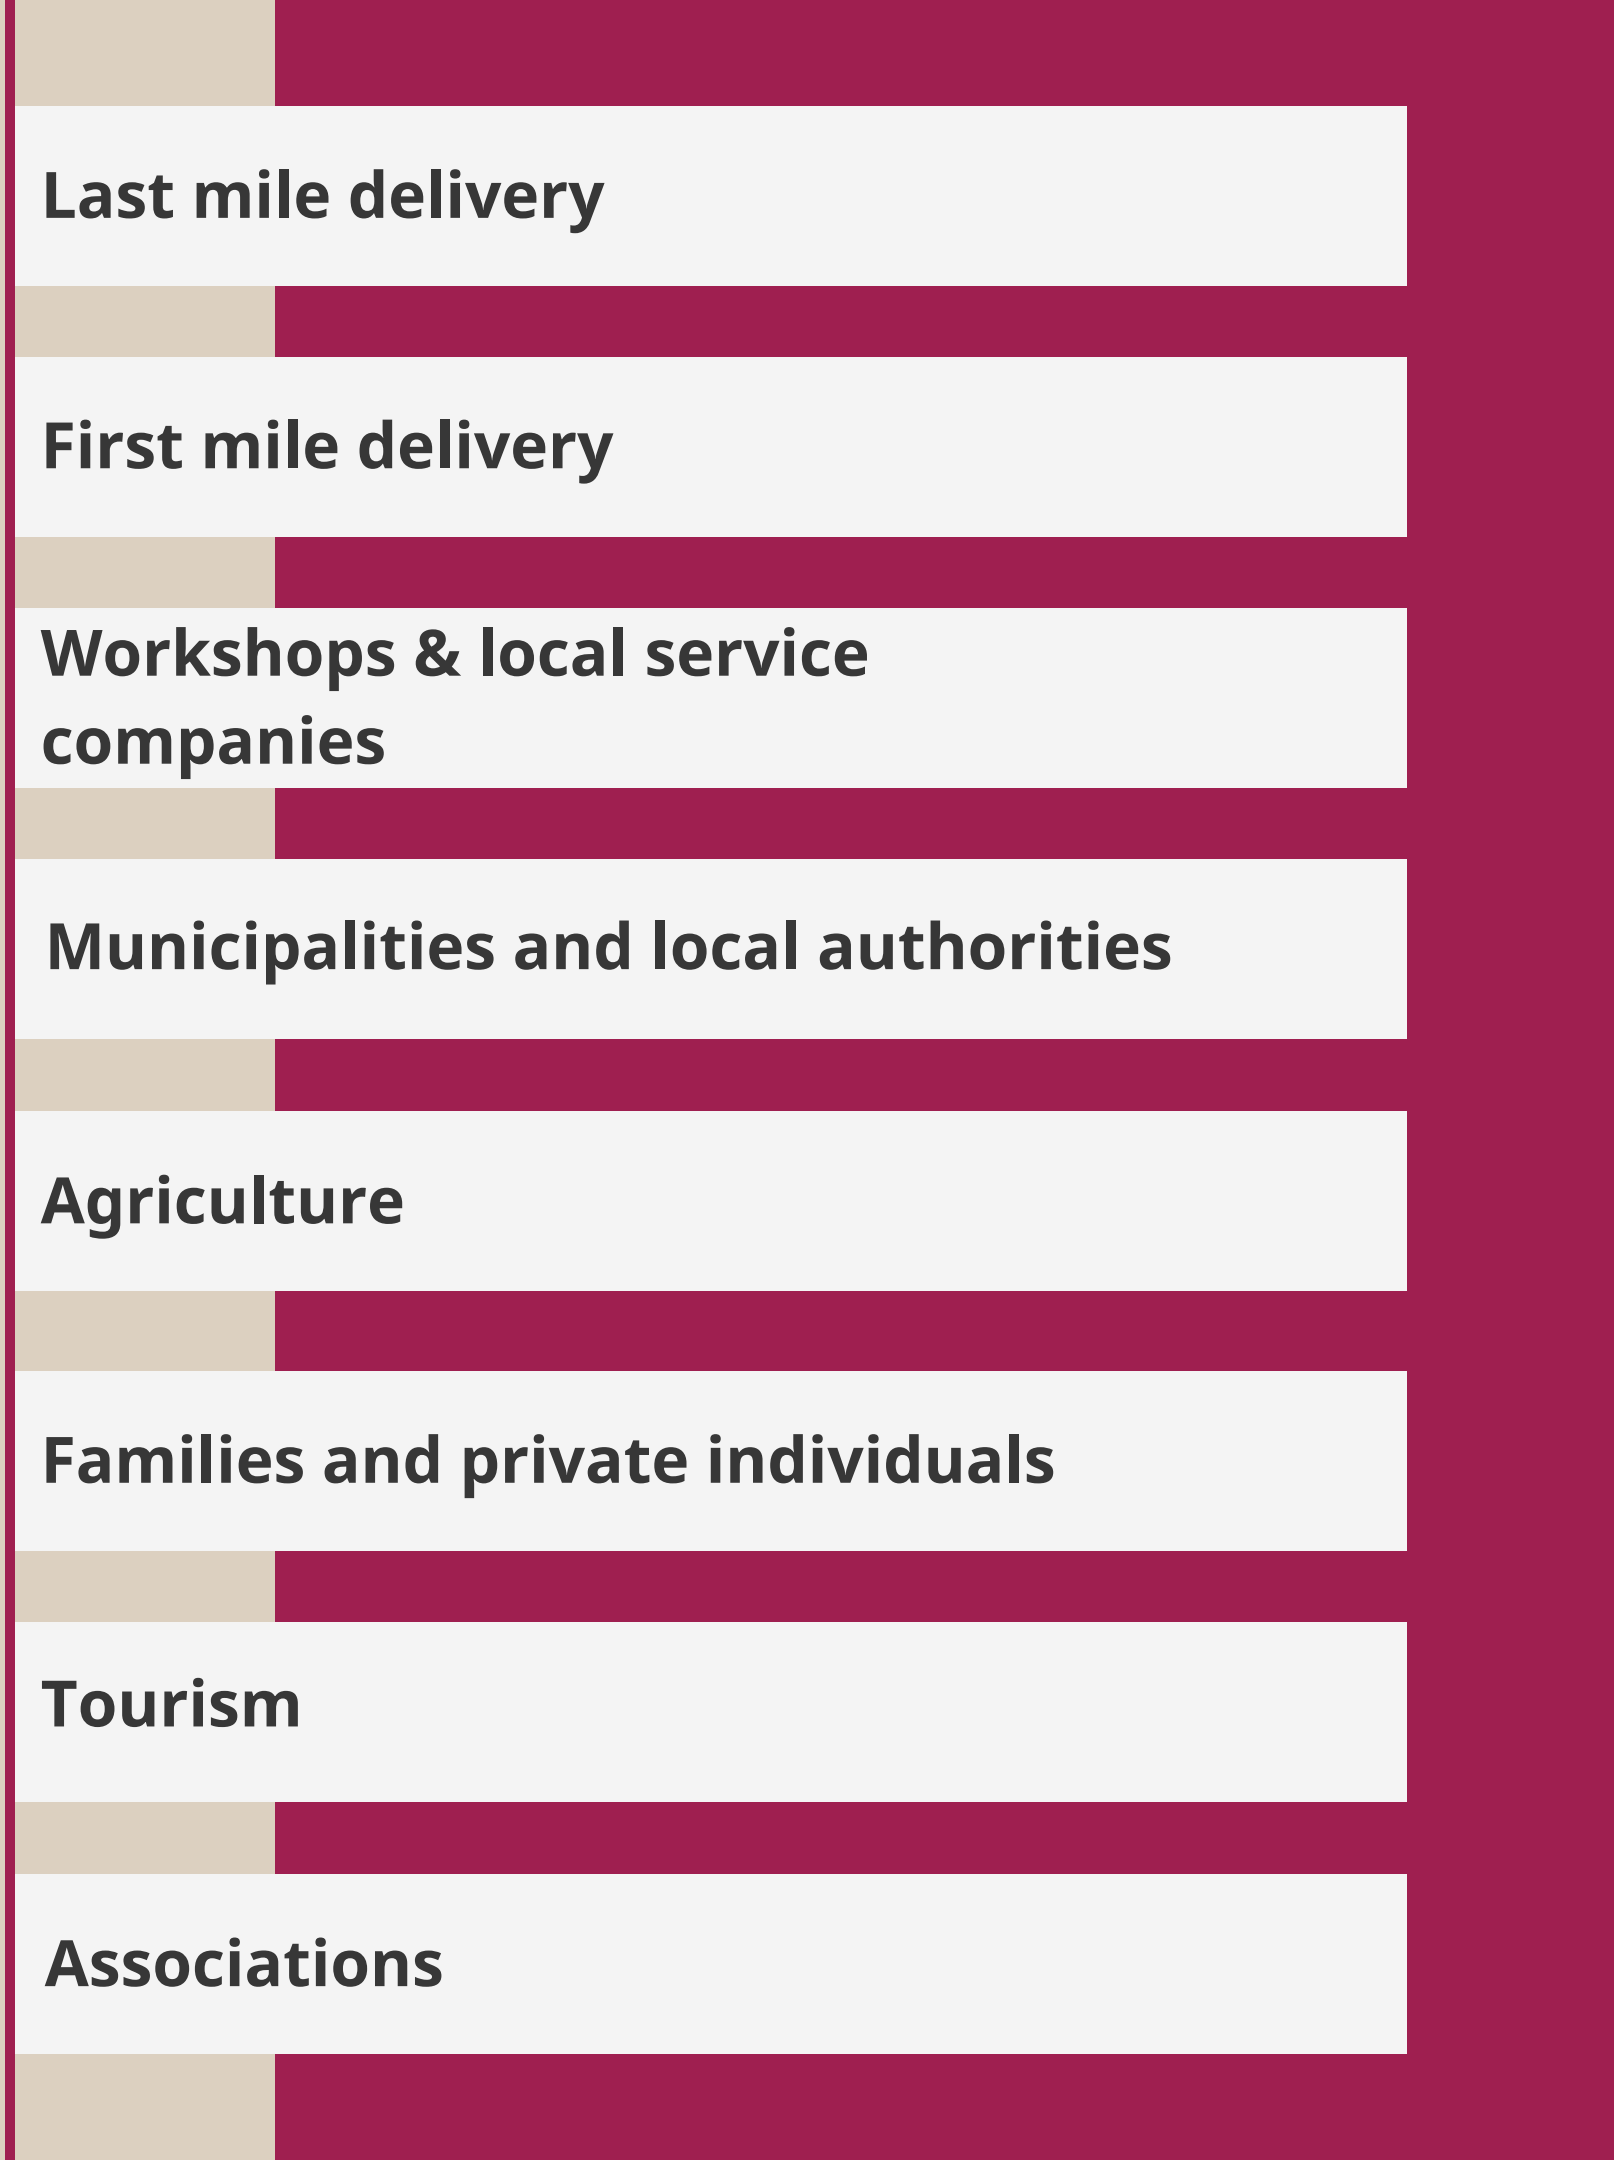 Last mile delivery
First mile delivery
Workshops & local service
companies
Municipalities and local authorities
Agriculture
Families and private individuals
Tourism
Associations